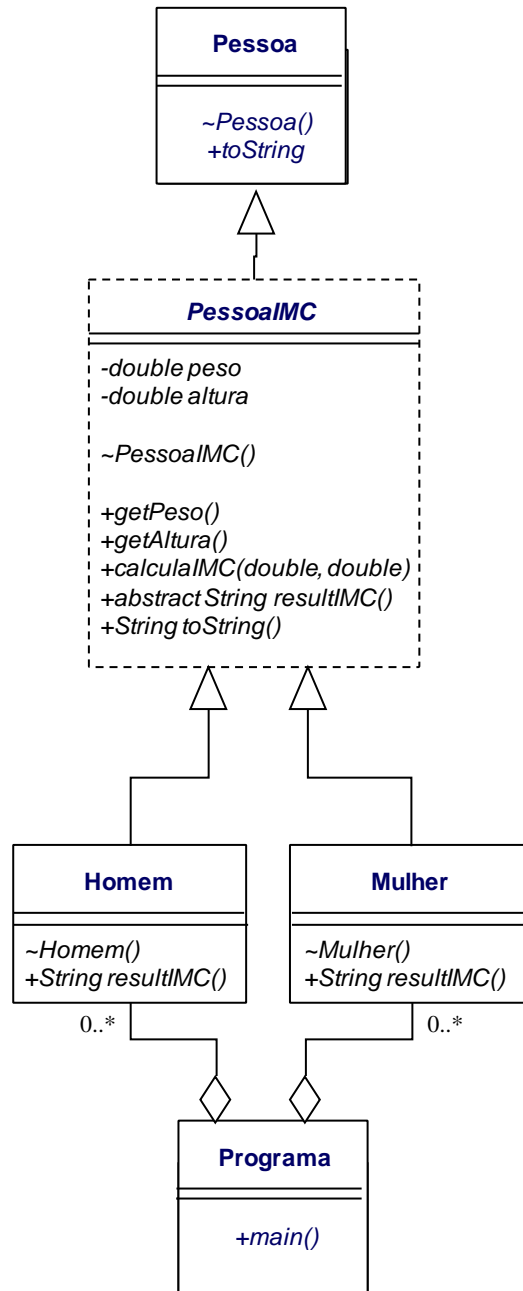 Pessoa
~Pessoa()
+toString
PessoaIMC
-double peso
-double altura
~PessoaIMC()
+getPeso()
+getAltura()
+calculaIMC(double, double)
+abstract String resultIMC()
+String toString()
Homem
~Homem()
+String resultIMC()
Mulher
~Mulher()
+String resultIMC()
0..*
0..*
Programa
+main()